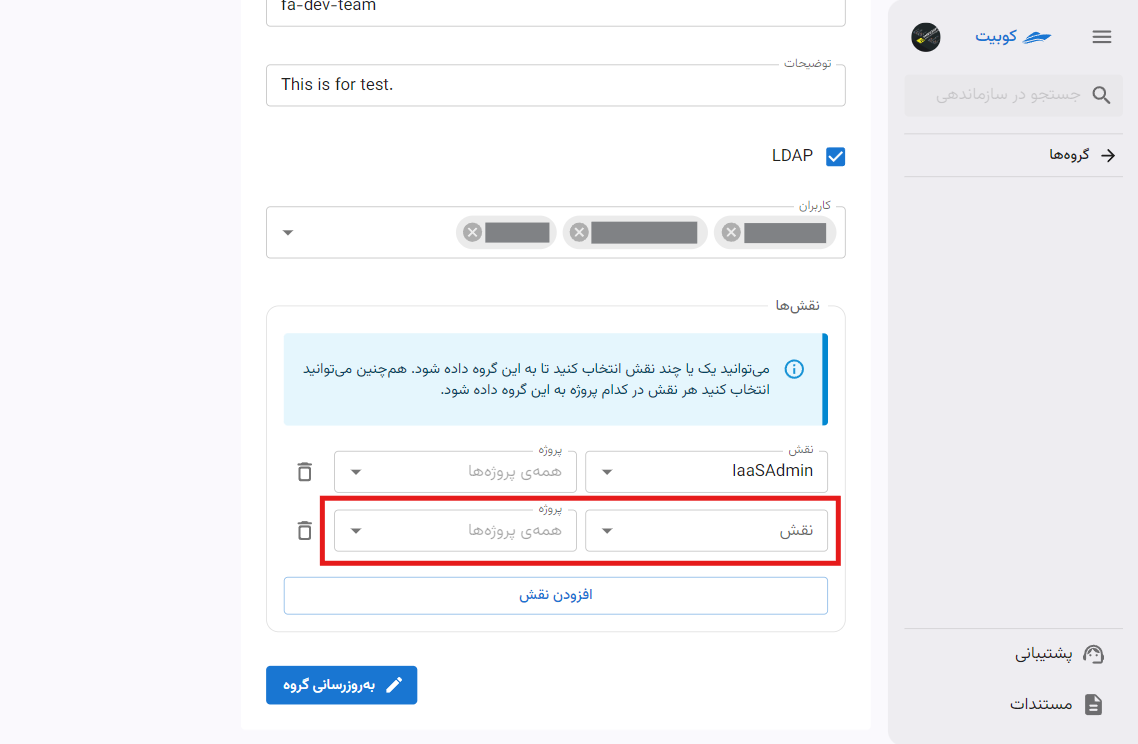 کوبیت
جستجو در سازماندهی
گروه‌ها
fa-dev-team
توضیحات
This is for test.
LDAP
کاربران
نقش‌ها
می‌توانید یک یا چند نقش انتخاب کنید تا به این گروه داده شود. هم‌چنین می‌توانید
انتخاب کنید هر نقش در کدام پروژه به این گروه داده شود.
نقش
IaaSAdmin
پروژه
همه‌ی پروژه‌ها
نقش
پروژه
همه‌ی پروژه‌ها
افزودن نقش
به‌روزرسانی گروه
پشتیبانی
مستندات